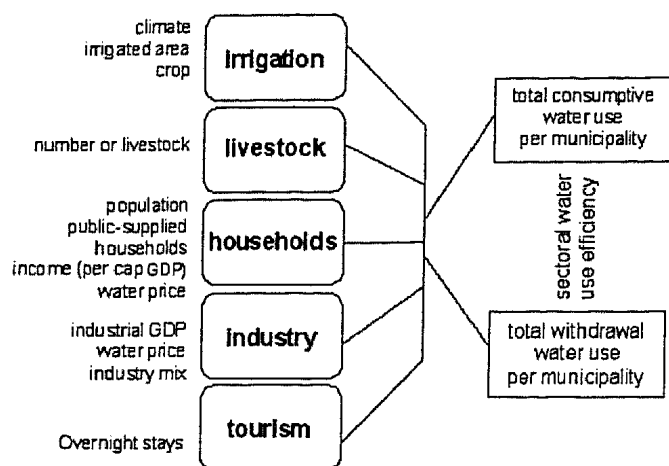 climate
irrigated area
crop
irrigation
number or livestock
livestock
population
public-supplied
households
income (per cap GDP)
water price
households
industrial GDP
water price
industry mix
industry
Overnight stays
tourism
total consumptive
water use
per municipality
sectoral water
use efficiency
total withdrawal
water use
per municipality